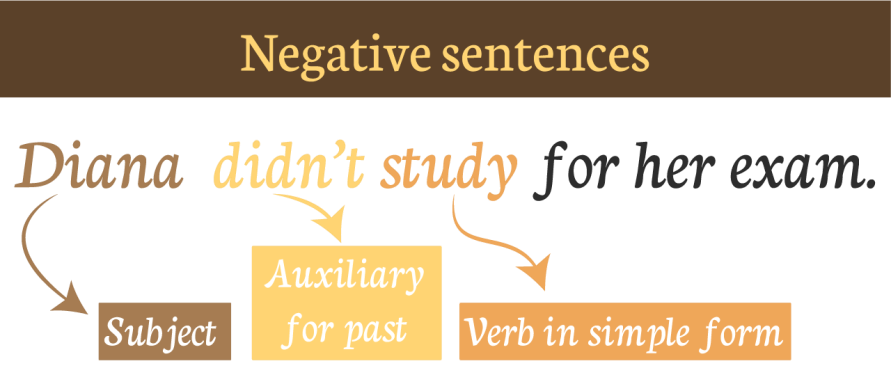 Negative sentences
Diana didn't study for her exam.
Subject
Auxiliary
for past
Verb in simple form